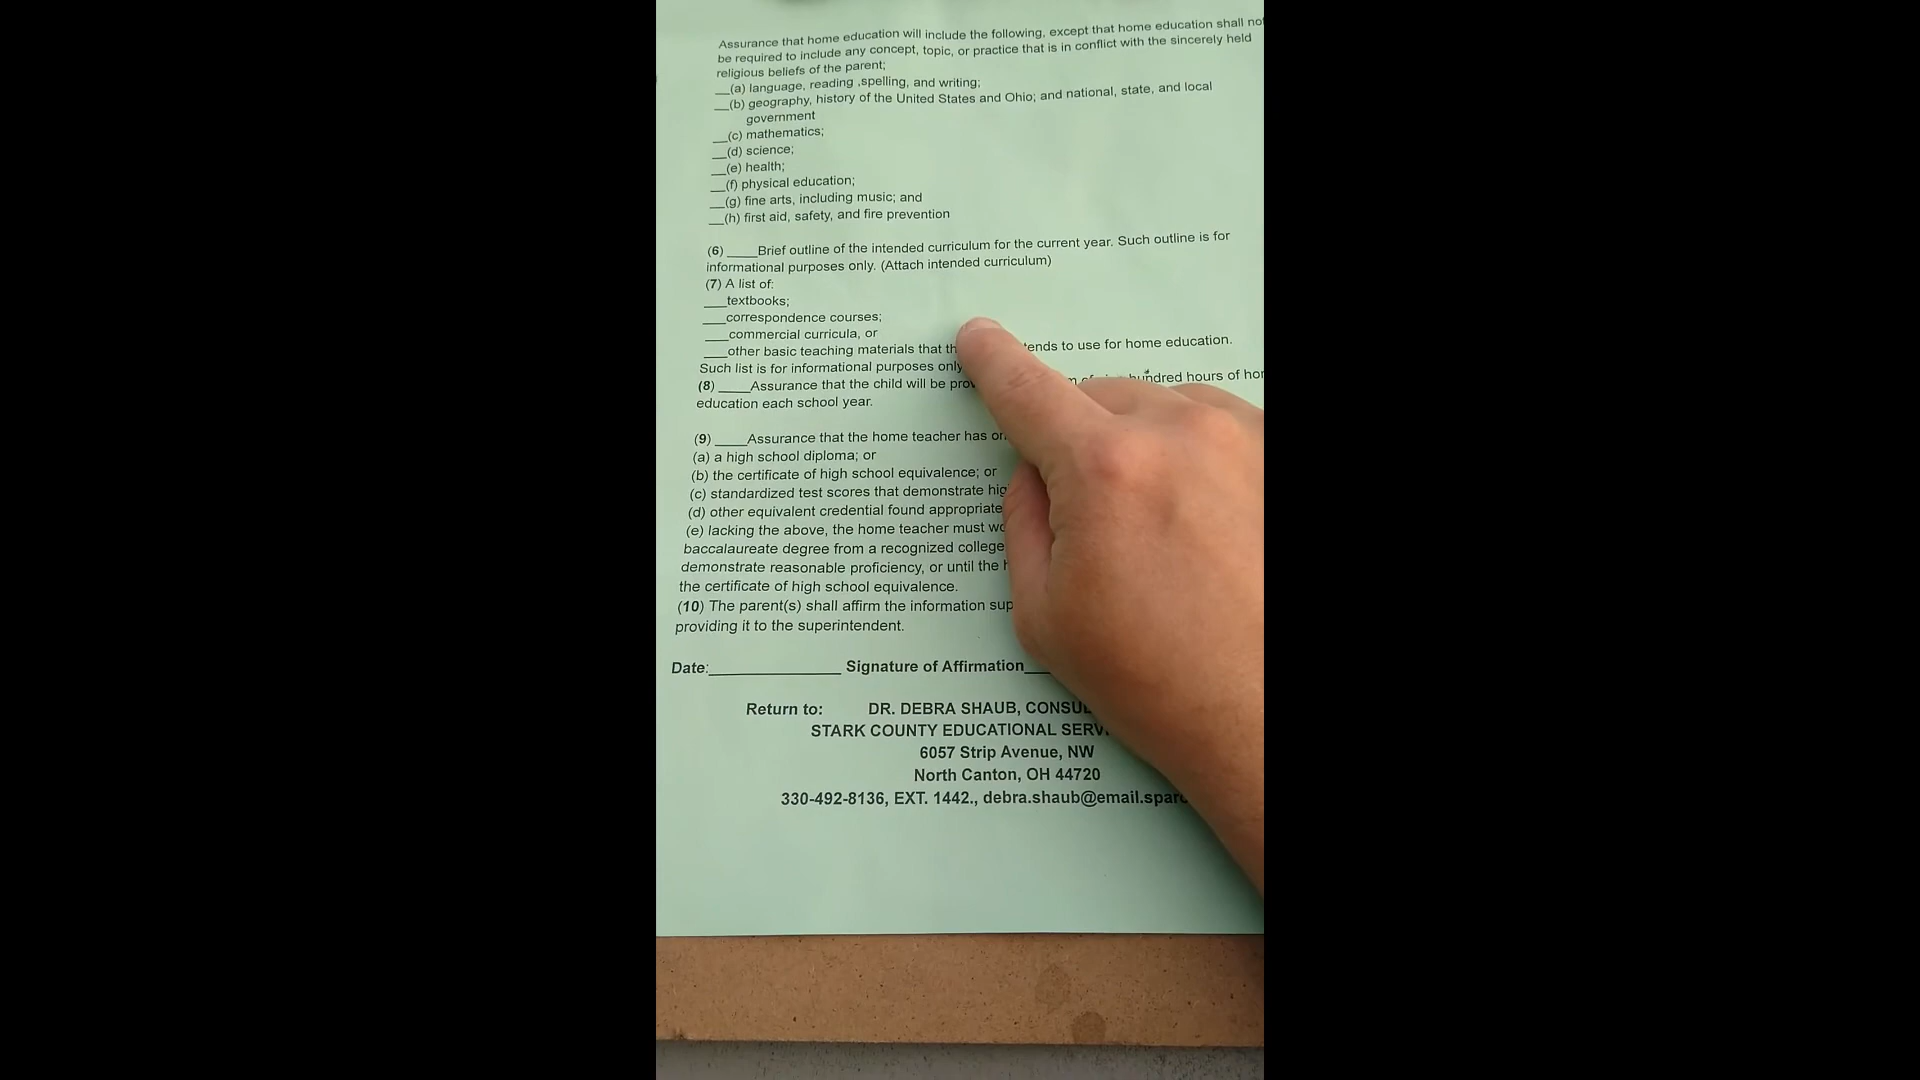 Assurance that home education will include the following, except that home education shall not
be required to include any concept, topic, or practice that is in conflict with the sincerely held
religious beliefs of the parent;
__(a) language, reading ,spelling, and writing;
__(b) geography, history of the United States and Ohio; and national, state, and local
government
__(c) mathematics;
__(d) science;
__(e) health;
__(f) physical education;
__(g) fine arts, including music; and
__(h) first aid, safety, and fire prevention
(6) ____Brief outline of the intended curriculum for the current year. Such outline is for
informational purposes only. (Attach intended curriculum)
(7) A list of:
___textbooks;
___correspondence courses;
___commercial curricula, or
___other basic teaching materials that to use for home education.
Such list is for informational purposes only
(8) ____Assurance that the child will be hundred hours of
education each school year.
(9) ____Assurance that the home teacher has
(a) a high school diploma; or
(b) the certificate of high school equivalence; or
(c) standardized test scores that demonstrate
(d) other equivalent credential found appropriate
(e) lacking the above, the home teacher must
baccalaureate degree from a recognized college
demonstrate reasonable proficiency, or until the
the certificate of high school equivalence.
(10) The parent(s) shall affirm the information
providing it to the superintendent.
Date:______________ Signature of Affirmation___
Return to: DR. DEBRA SHAUB,
STARK COUNTY EDUCATIONAL
6057 Strip Avenue, NW
North Canton, OH 44720
330-492-8136, EXT. 1442., debra.shaub@email.sparc